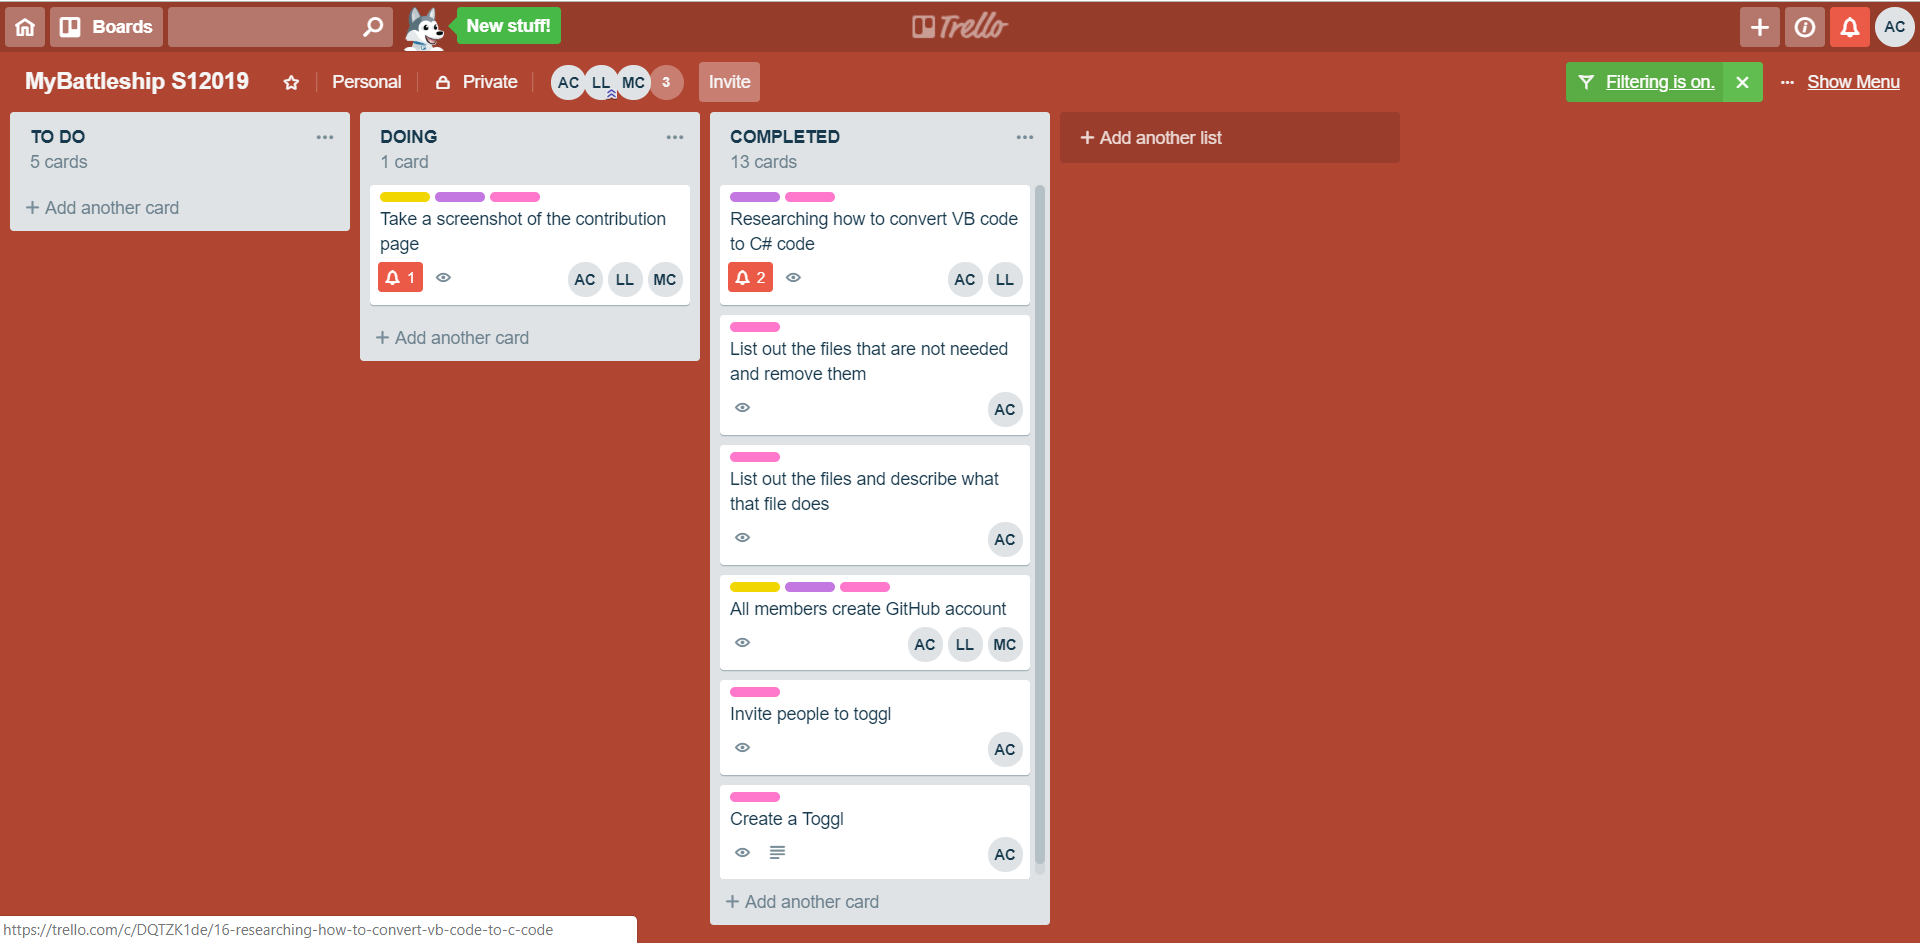 Boards
New stuff!
Trello
AC
MyBattleship S12019
Personal
Private
AC LL MC 3
Invite
Filtering is on.
Show Menu
TO DO
5 cards
+ Add another card
DOING
1 card
Take a screenshot of the contribution
page
1
AC LL MC
+ Add another card
COMPLETED
13 cards
Researching how to convert VB code
to C# code
2
AC LL
List out the files that are not needed
and remove them
AC
List out the files and describe what
that file does
AC
All members create GitHub account
AC LL MC
Invite people to toggl
AC
Create a Toggl
AC
+ Add another card
+ Add another list
https://trello.com/c/DQTZK1de/16-researching-how-to-convert-vb-code-to-c-code